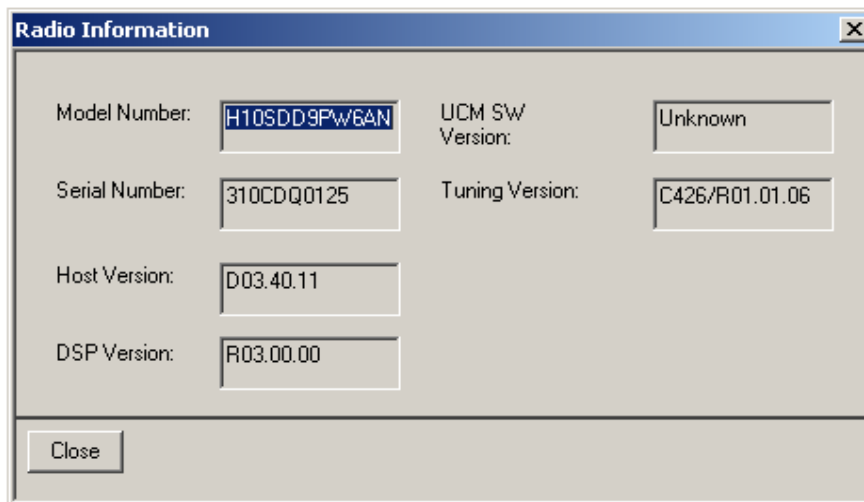 Radio Information
Model Number: H10SDD9PW6AN UCM SW Version: Unknown
Serial Number: 310CDQ0125 Tuning Version: C426/R01.01.06
Host Version: D03.40.11
DSP Version: R03.00.00
Close